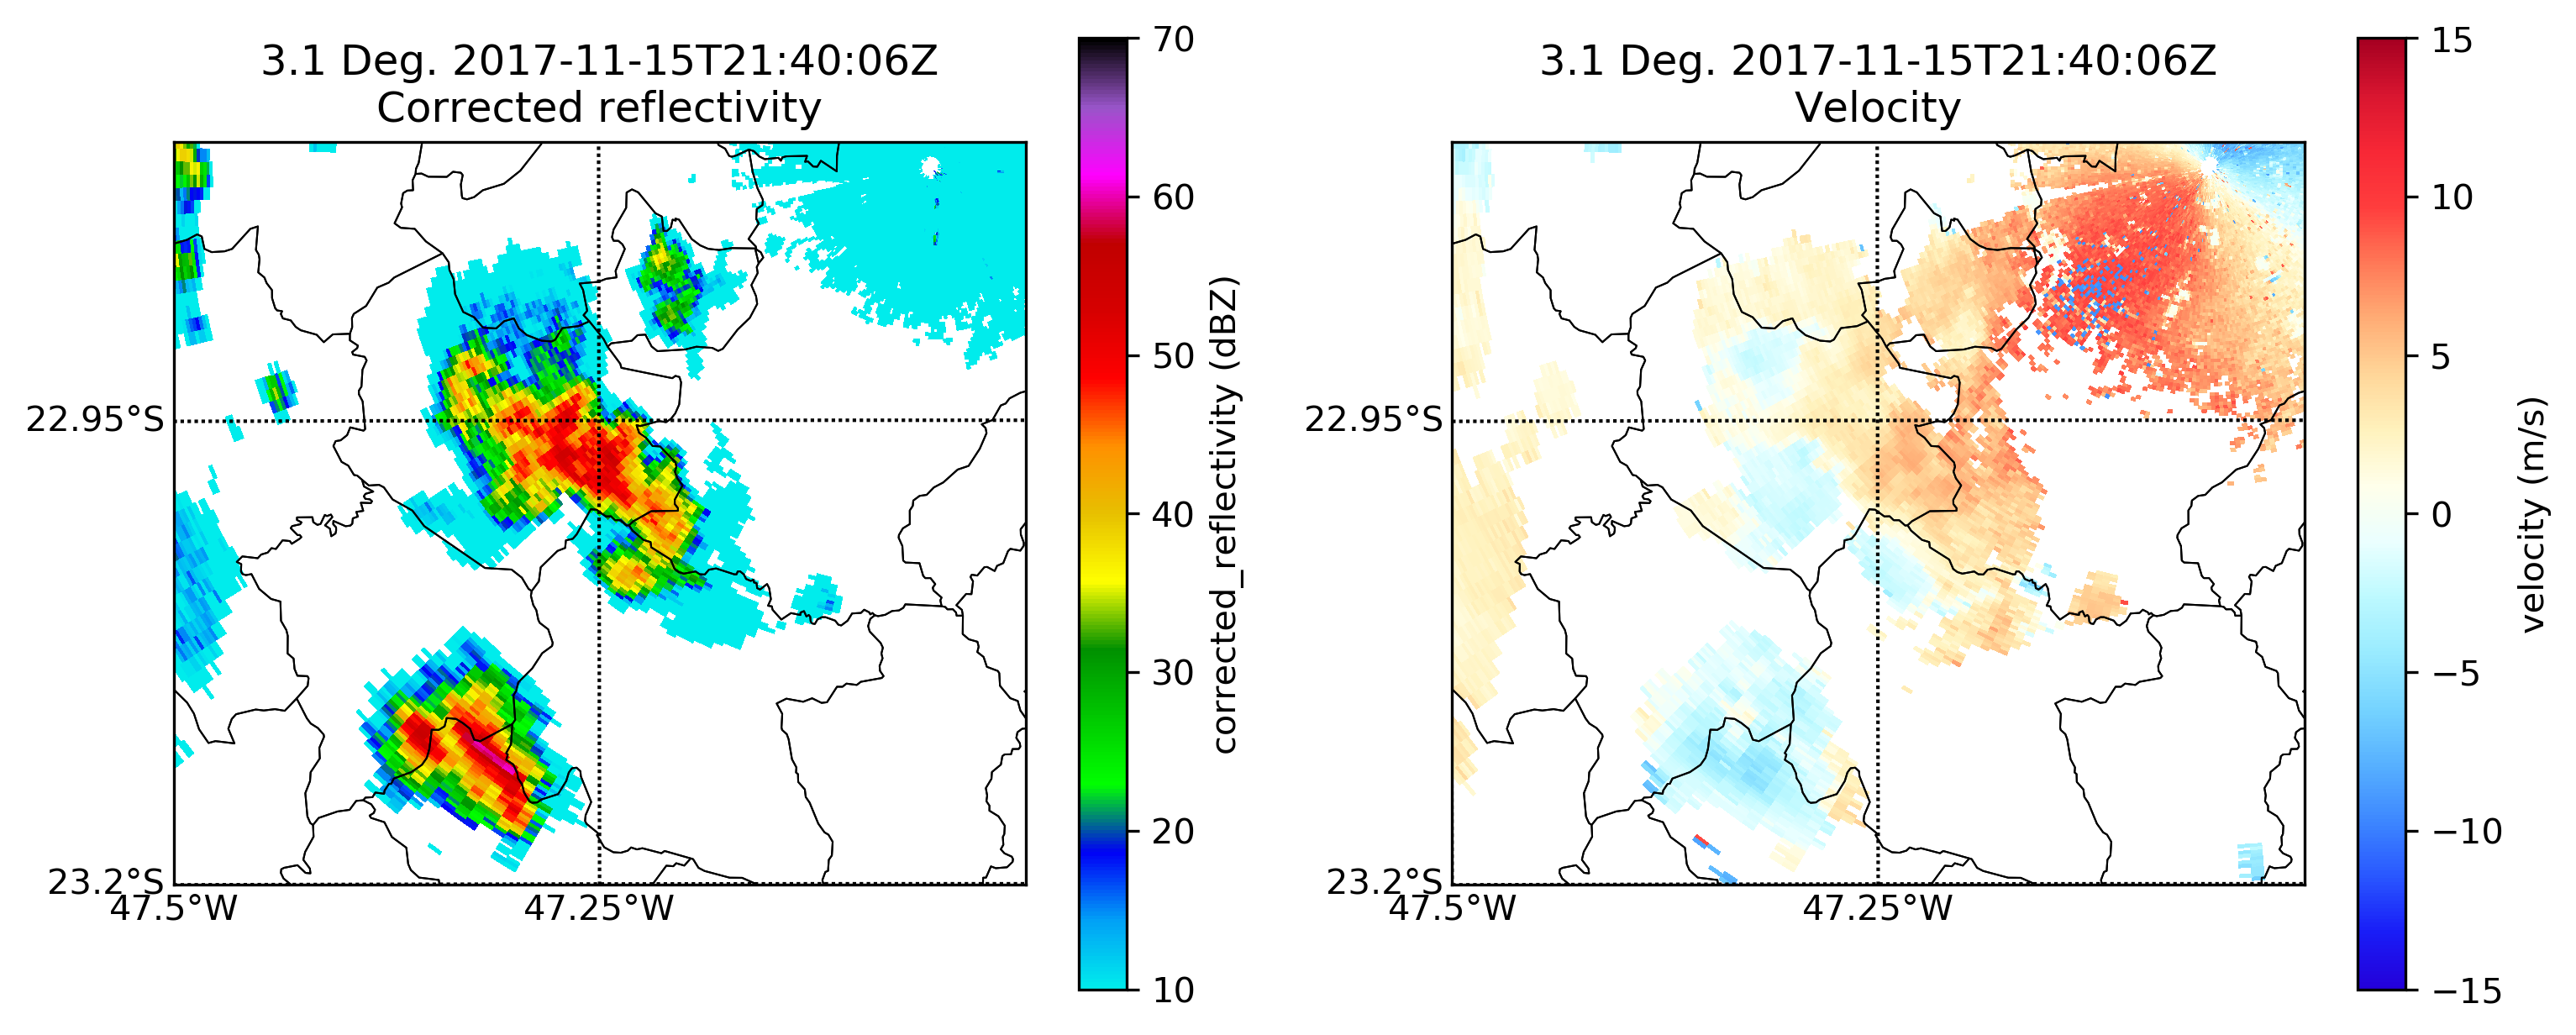 3.1 Deg. 2017-11-15T21:40:06Z
Corrected reflectivity
22.95°S
23.2°S
47.5°W
47.25°W
70
60
50
40
30
20
10
corrected_reflectivity (dBZ)
3.1 Deg. 2017-11-15T21:40:06Z
Velocity
22.95°S
23.2°S
47.5°W
47.25°W
15
10
5
0
−5
−10
−15
velocity (m/s)